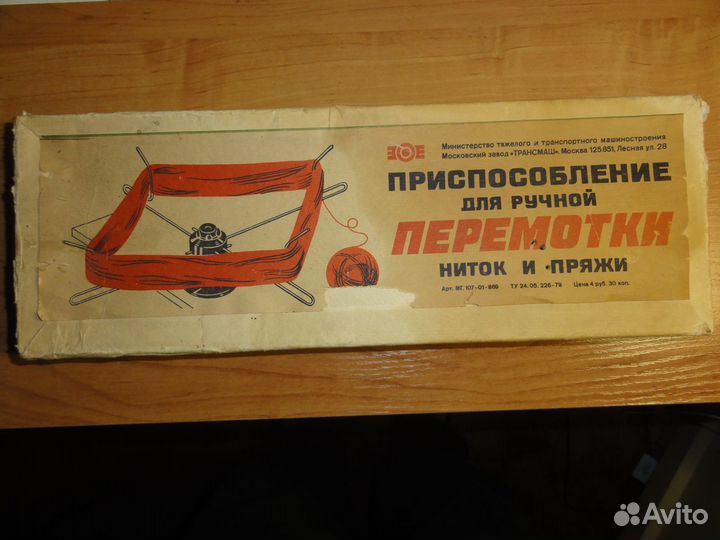 Министерство тяжелого и транспортного машиностроения
Московский завод «ТРАНСМАШ». Москва 125851, Лесная ул. 28
ПРИСПОСОБЛЕНИЕ
ДЛЯ РУЧНОЙ
ПЕРЕМОТКИ
НИТОК И ПРЯЖИ
Арт. МГ. 107-01-869 ТУ 24. 06. 226-79 Цена 4 руб. 30 коп.
Avito